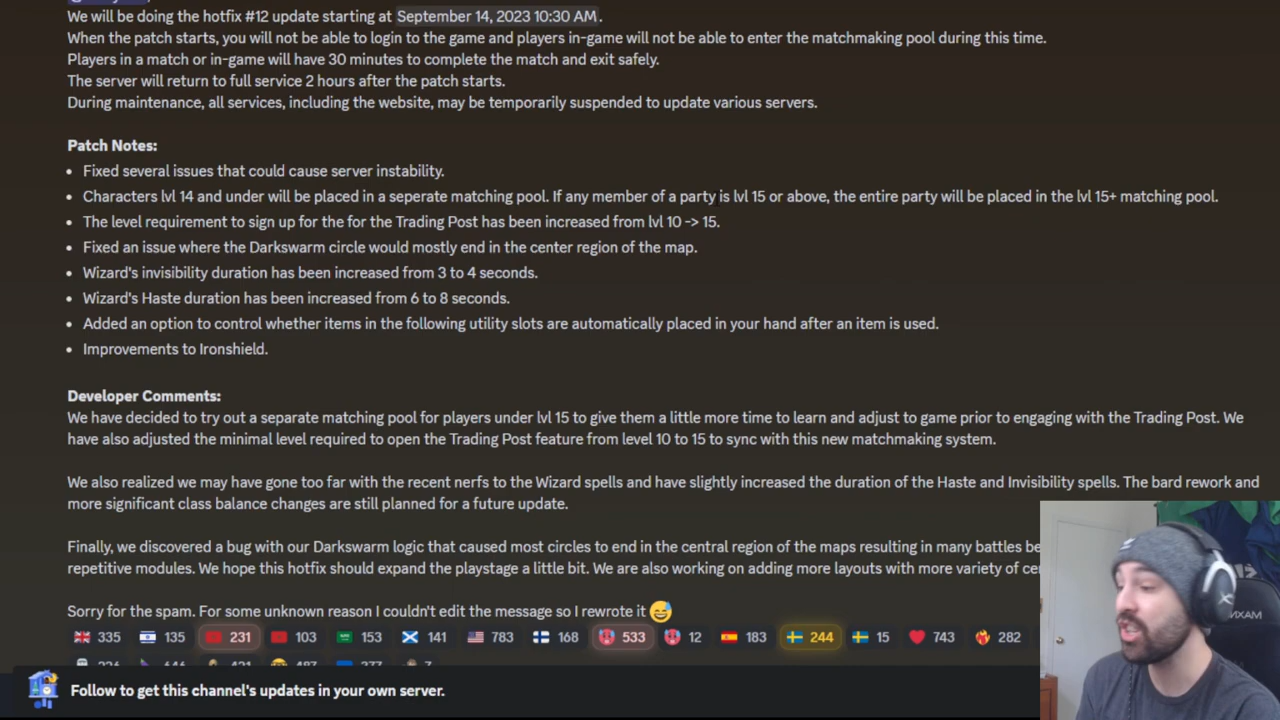 We will be doing the hotfix #12 update starting at September 14, 2023 10:30 AM.
When the patch starts, you will not be able to login to the game and players in-game will not be able to enter the matchmaking pool during this time.
Players in a match or in-game will have 30 minutes to complete the match and exit safely.
The server will return to full service 2 hours after the patch starts.
During maintenance, all services, including the website, may be temporarily suspended to update various servers.
Patch Notes:
• Fixed several issues that could cause server instability.
• Characters lvl 14 and under will be placed in a seperate matching pool. If any member of a party is lvl 15 or above, the entire party will be placed in the lvl 15+ matching pool.
• The level requirement to sign up for the for the Trading Post has been increased from lvl 10 -> 15.
• Fixed an issue where the Darkswarm circle would mostly end in the center region of the map.
• Wizard's invisibility duration has been increased from 3 to 4 seconds.
• Wizard's Haste duration has been increased from 6 to 8 seconds.
• Added an option to control whether items in the following utility slots are automatically placed in your hand after an item is used.
• Improvements to Ironshield.
Developer Comments:
We have decided to try out a separate matching pool for players under lvl 15 to give them a little more time to learn and adjust to game prior to engaging with the Trading Post. We
have also adjusted the minimal level required to open the Trading Post feature from level 10 to 15 to sync with this new matchmaking system.
We also realized we may have gone too far with the recent nerfs to the Wizard spells and have slightly increased the duration of the Haste and Invisibility spells. The bard rework and
more significant class balance changes are still planned for a future update.
Finally, we discovered a bug with our Darkswarm logic that caused most circles to end in the central region of the maps resulting in many battles
repetitive modules. We hope this hotfix should expand the playstage a little bit. We are also working on adding more layouts with more variety of
Sorry for the spam. For some unknown reason I couldn't edit the message so I rewrote it 😅
335 135 231 103 153 141 783 168 533 12 183 244 15 743 282
Follow to get this channel's updates in your own server.